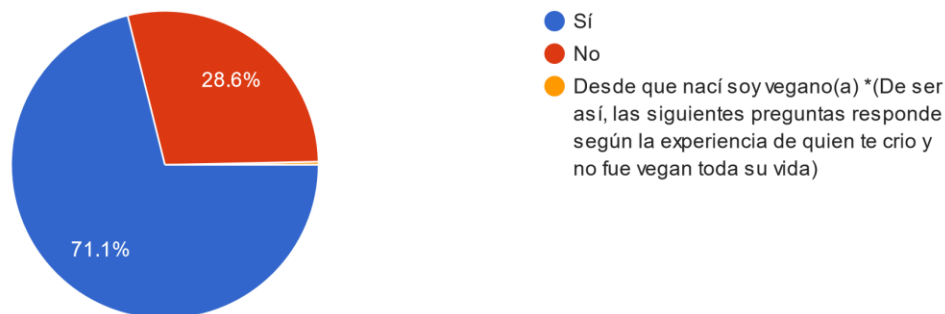 28.6%
71.1%
Sí
No
Desde que nací soy vegano(a) *(De ser
así, las siguientes preguntas responde
según la experiencia de quien te crio y
no fue vegan toda su vida)